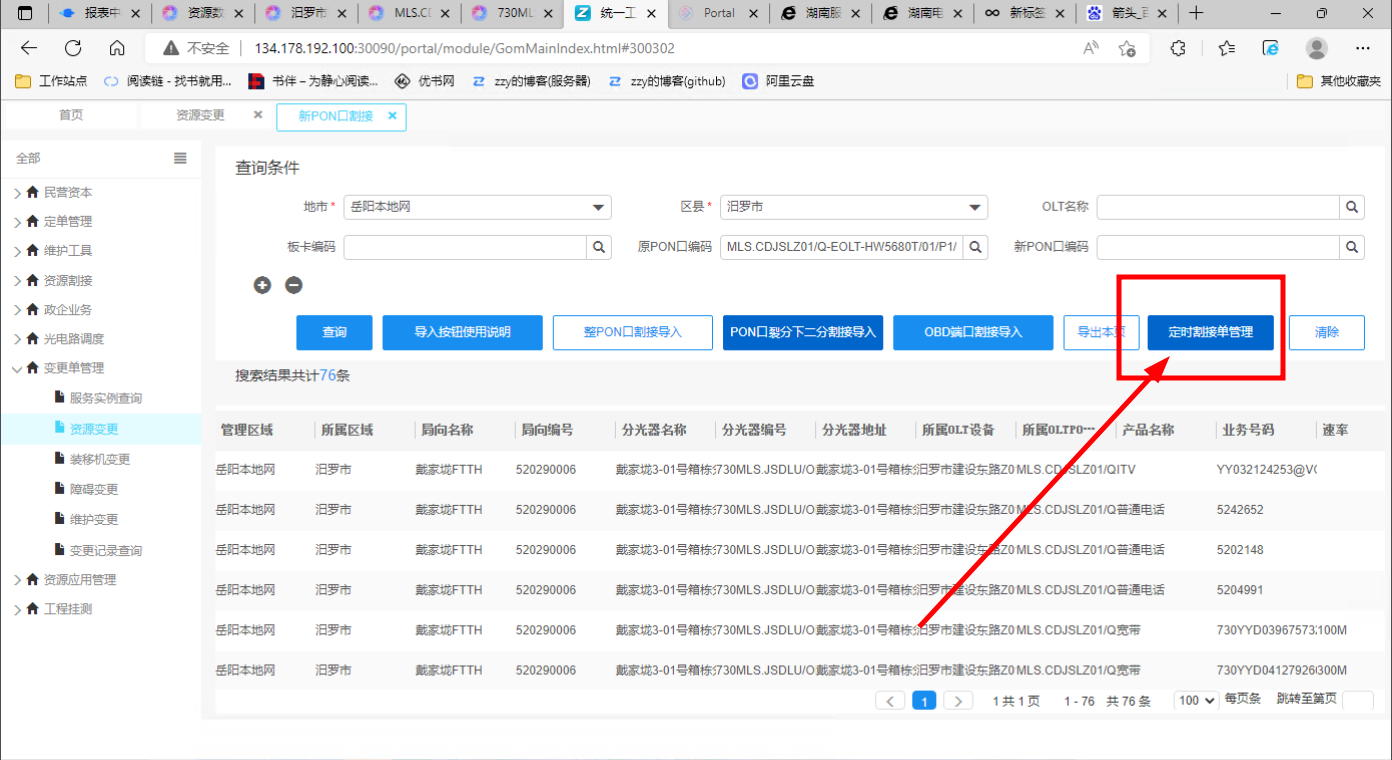 报表中
资源数
汨罗市
MLS.CD
730ML
统一工
Portal
湖南服
湖南电
新标签
箭头_百
不安全
134.178.192.100:30090/portal/module/GomMainIndex.html#300302
工作站点
阅读链 - 找书就用...
书伴 – 为静心阅读...
优书网
zzy的博客(服务器)
zzy的博客(github)
阿里云盘
其他收藏夹
首页
资源变更
新PON口割接
全部
民营资本
定单管理
维护工具
资源割接
政企业务
光电路调度
变更单管理
服务实例查询
资源变更
装移机变更
障碍变更
维护变更
变更记录查询
资源应用管理
工程挂测
查询条件
地市* 岳阳本地网
区县* 汨罗市
OLT名称
板卡编码
原PON口编码 MLS.CDJSLZ01/Q-EOLT-HW5680T/01/P1/
新PON口编码
查询
导入按钮使用说明
整PON口割接导入
PON口裂分下二分割接导入
OBD端口割接导入
导出本页
定时割接单管理
清除
搜索结果共计76条
管理区域 所属区域 局向名称 局向编号 分光器名称 分光器编号 分光器地址 所属OLT设备 所属OLTPO··· 产品名称 业务号码 速率
岳阳本地网 汨罗市 戴家垅FTTH 520290006 戴家垅3-01号箱栋 730MLS.JSDLU/O 戴家垅3-01号箱栋 汨罗市建设东路Z0 MLS.CDJSLZ01/Q ITV YY032124253@V
岳阳本地网 汨罗市 戴家垅FTTH 520290006 戴家垅3-01号箱栋 730MLS.JSDLU/O 戴家垅3-01号箱栋 汨罗市建设东路Z0 MLS.CDJSLZ01/Q 普通电话 5242652
岳阳本地网 汨罗市 戴家垅FTTH 520290006 戴家垅3-01号箱栋 730MLS.JSDLU/O 戴家垅3-01号箱栋 汨罗市建设东路Z0 MLS.CDJSLZ01/Q 普通电话 5202148
岳阳本地网 汨罗市 戴家垅FTTH 520290006 戴家垅3-01号箱栋 730MLS.JSDLU/O 戴家垅3-01号箱栋 汨罗市建设东路Z0 MLS.CDJSLZ01/Q 普通电话 5204991
岳阳本地网 汨罗市 戴家垅FTTH 520290006 戴家垅3-01号箱栋 730MLS.JSDLU/O 戴家垅3-01号箱栋 汨罗市建设东路Z0 MLS.CDJSLZ01/Q 宽带 730YYD03967573 100M
岳阳本地网 汨罗市 戴家垅FTTH 520290006 戴家垅3-01号箱栋 730MLS.JSDLU/O 戴家垅3-01号箱栋 汨罗市建设东路Z0 MLS.CDJSLZ01/Q 宽带 730YYD04127926 300M
1 1 共 1 页 1 - 76 共 76 条 100 每页条 跳转至第页